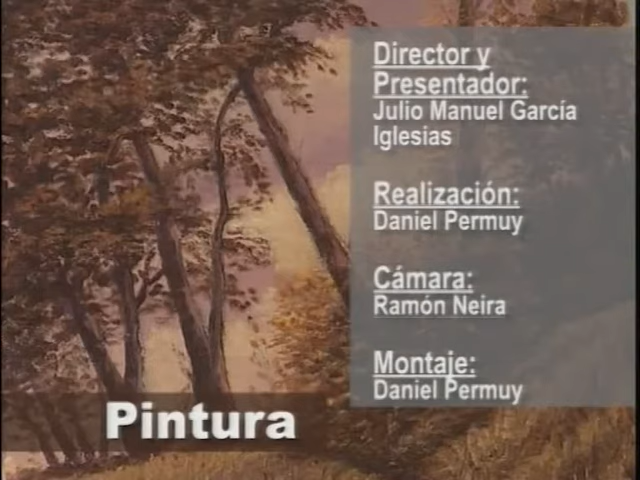 Director y
Presentador:
Julio Manuel García
Iglesias
Realización:
Daniel Permuy
Cámara:
Ramón Neira
Montaje:
Daniel Permuy
Pintura